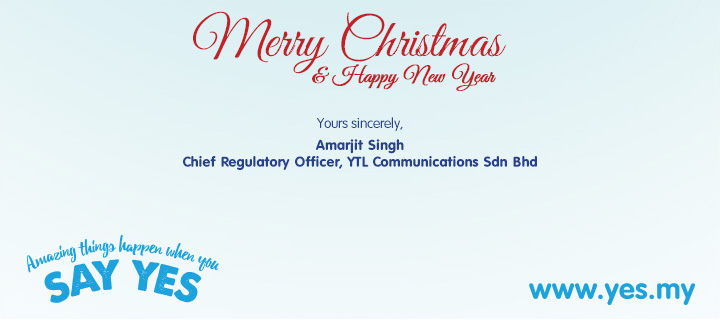 Merry Christmas
& Happy New Year
Yours sincerely,
Amarjit Singh
Chief Regulatory Officer, YTL Communications Sdn Bhd
Amazing things happen when you
SAY YES
www.yes.my